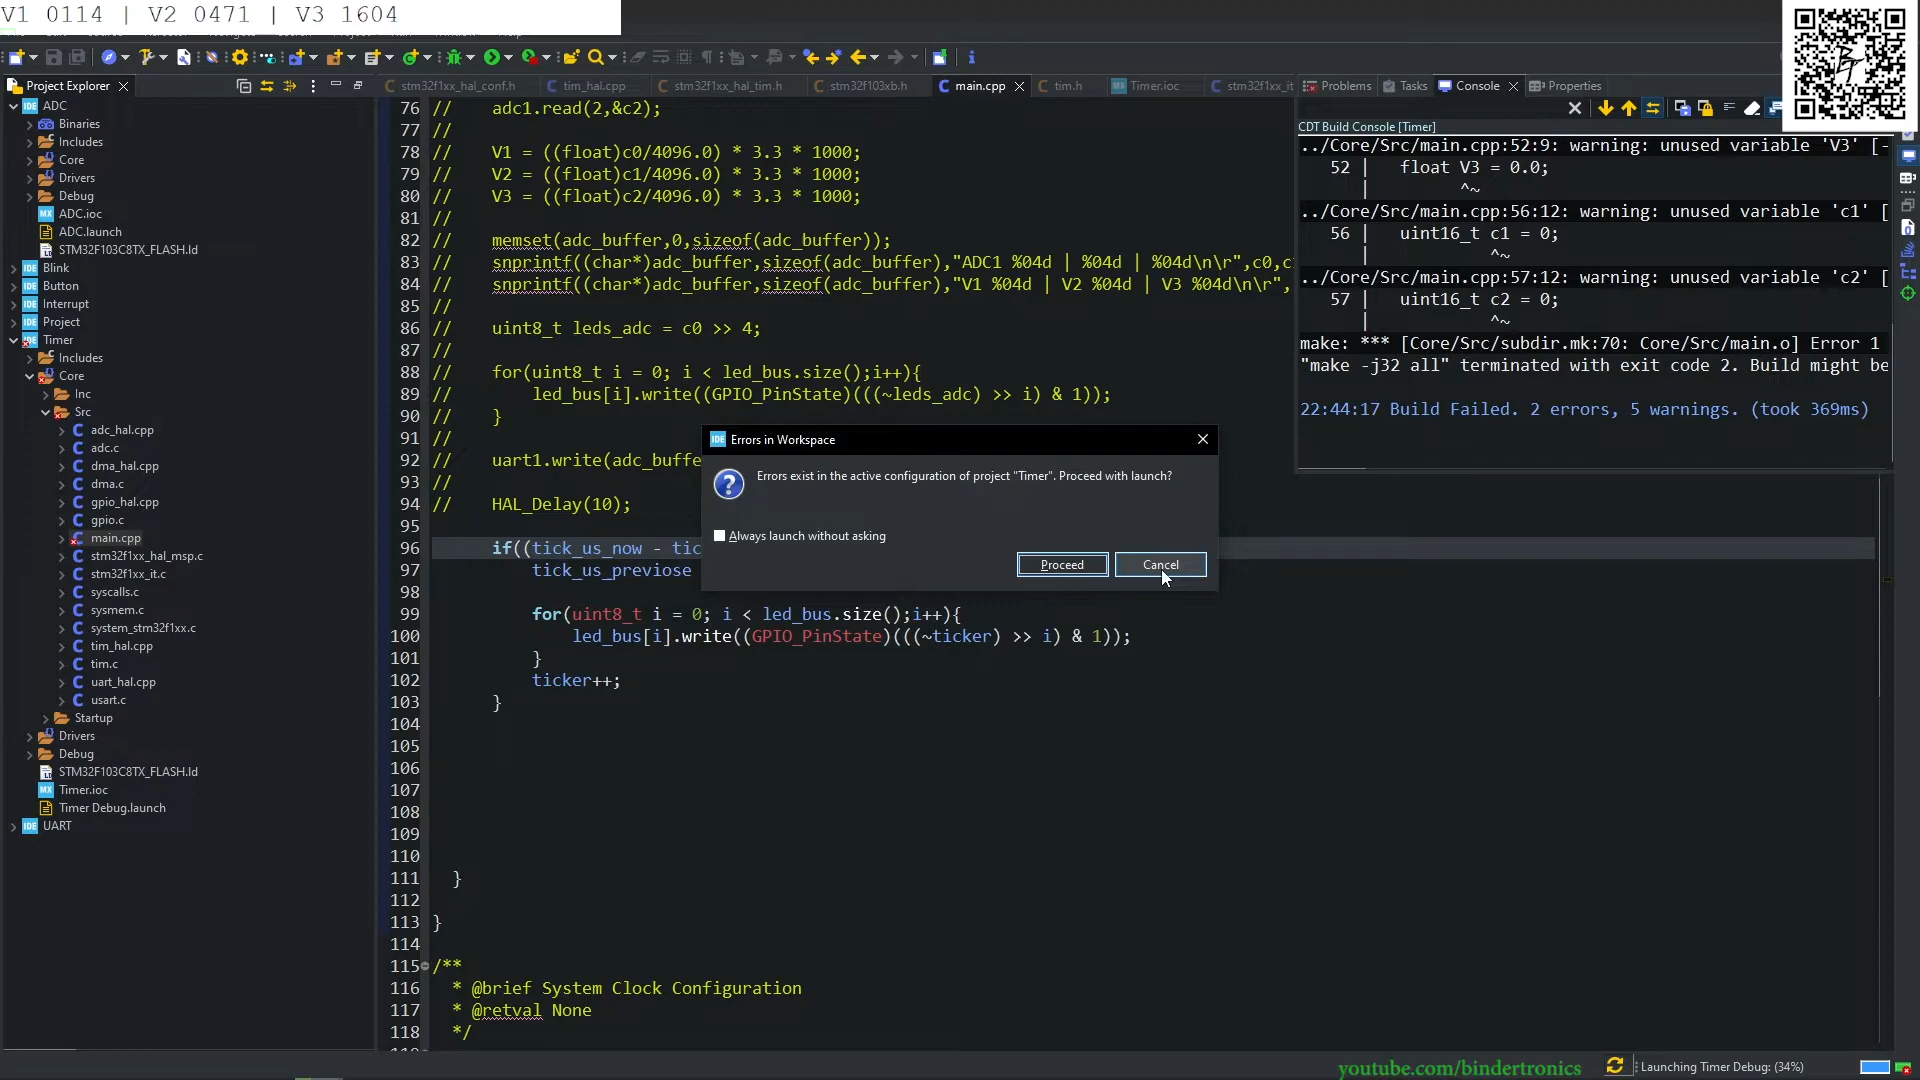 V1 0114 | V2 0471 | V3 1604
Project Explorer
ADC
Binaries
Includes
Core
Drivers
Debug
ADC.ioc
ADC.launch
STM32F103C8TX_FLASH.ld
Blink
Button
Interrupt
Project
Timer
Includes
Core
Inc
Src
adc_hal.cpp
adc.c
dma_hal.cpp
dma.c
gpio_hal.cpp
gpio.c
main.cpp
stm32f1xx_hal_msp.c
stm32f1xx_it.c
syscalls.c
sysmem.c
system_stm32f1xx.c
tim_hal.cpp
tim.c
uart_hal.cpp
usart.c
Startup
Drivers
Debug
STM32F103C8TX_FLASH.ld
Timer.ioc
Timer Debug.launch
UART
stm32f1xx_hal_conf.h
tim_hal.cpp
stm32f1xx_hal_tim.h
stm32f103xb.h
main.cpp
tim.h
Timer.ioc
stm32f1xx_it
76 // adc1.read(2,&c2);
77 //
78 // V1 = ((float)c0/4096.0) * 3.3 * 1000;
79 // V2 = ((float)c1/4096.0) * 3.3 * 1000;
80 // V3 = ((float)c2/4096.0) * 3.3 * 1000;
81 //
82 // memset(adc_buffer,0,sizeof(adc_buffer));
83 // snprintf((char*)adc_buffer,sizeof(adc_buffer),"ADC1 %04d | %04d | %04d\n\r",c0,c
84 // snprintf((char*)adc_buffer,sizeof(adc_buffer),"V1 %04d | V2 %04d | V3 %04d\n\r",
85 //
86 // uint8_t leds_adc = c0 >> 4;
87 //
88 // for(uint8_t i = 0; i < led_bus.size();i++){
89 // led_bus[i].write((GPIO_PinState)(((~leds_adc) >> i) & 1));
90 // }
91 //
92 // uart1.write(adc_buffe
93 //
94 // HAL_Delay(10);
95
96 if((tick_us_now - tic
97 tick_us_previose
98
99 for(uint8_t i = 0; i < led_bus.size();i++){
100 led_bus[i].write((GPIO_PinState)(((~ticker) >> i) & 1));
101 }
102 ticker++;
103 }
104
105
106
107
108
109
110
111 }
112
113 }
114
115 /**
116 * @brief System Clock Configuration
117 * @retval None
118 */
Errors in Workspace
Errors exist in the active configuration of project "Timer". Proceed with launch?
Always launch without asking
Proceed
Cancel
Problems
Tasks
Console
Properties
CDT Build Console [Timer]
../Core/Src/main.cpp:52:9: warning: unused variable 'V3' [-
52 | float V3 = 0.0;
| ^~
../Core/Src/main.cpp:56:12: warning: unused variable 'c1' [
56 | uint16_t c1 = 0;
| ^~
../Core/Src/main.cpp:57:12: warning: unused variable 'c2' [
57 | uint16_t c2 = 0;
| ^~
make: *** [Core/Src/subdir.mk:70: Core/Src/main.o] Error 1
"make -j32 all" terminated with exit code 2. Build might be
22:44:17 Build Failed. 2 errors, 5 warnings. (took 369ms)
youtube.com/bindertronics
Launching Timer Debug: (34%)